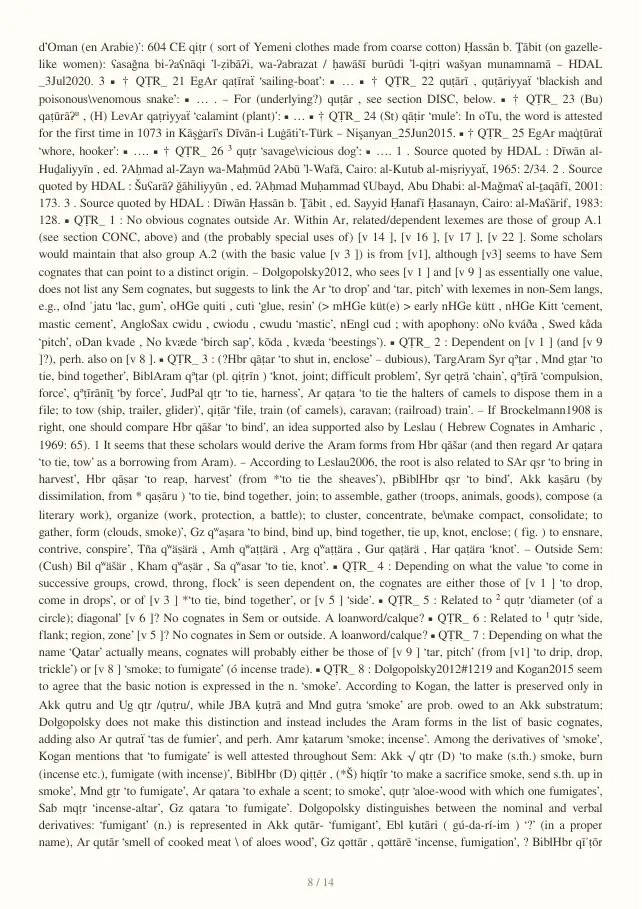 d'Oman (en Arabie)': 604 CE qiṭr ( sort of Yemeni clothes made from coarse cotton) Ḥassān b. Ṯābit (on gazelle-
like women): ʕasaǧna bi-ʔaʕnāqi 'l-ẓibāʔi, wa-ʔabrazat / ḥawāšī burūdi 'l-qiṭri wašyan munamnamā – HDAL
_3Jul2020. 3 ▪ † QṬR_ 21 EgAr qaṭīraẗ 'sailing-boat': ▪ … ▪ † QṬR_ 22 quṭārī , quṭāriyyaẗ 'blackish and
poisonous\venomous snake': ▪ … . – For (underlying?) quṭār , see section DISC, below. ▪ † QṬR_ 23 (Bu)
qaṭūrāʔᵘ , (H) LevAr qaṭriyyaẗ 'calamint (plant)': ▪ … ▪ † QṬR_ 24 (St) qāṭir 'mule': In oTu, the word is attested
for the first time in 1073 in Kāşġarī's Dīvān-i Luġāti't-Türk – Nişanyan_25Jun2015. ▪ † QṬR_ 25 EgAr maqṭūraẗ
'whore, hooker': ▪ …. ▪ † QṬR_ 26 ³ quṭr 'savage\vicious dog': ▪ …. 1 . Source quoted by HDAL : Dīwān al-
Huḏaliyyīn , ed. ʔAḥmad al-Zayn wa-Maḥmūd ʔAbū 'l-Wafā, Cairo: al-Kutub al-miṣriyyaẗ, 1965: 2/34. 2 . Source
quoted by HDAL : Šuʕarāʔ ǧāhiliyyūn , ed. ʔAḥmad Muḥammad ʕUbayd, Abu Dhabi: al-Maǧmaʕ al-ṯaqāfī, 2001:
173. 3 . Source quoted by HDAL : Dīwān Ḥassān b. Ṯābit , ed. Sayyid Ḥanafī Ḥasanayn, Cairo: al-Maʕārif, 1983:
128. ▪ QṬR_ 1 : No obvious cognates outside Ar. Within Ar, related/dependent lexemes are those of group A.1
(see section CONC, above) and (the probably special uses of) [v 14 ], [v 16 ], [v 17 ], [v 22 ]. Some scholars
would maintain that also group A.2 (with the basic value [v 3 ]) is from [v1], although [v3] seems to have Sem
cognates that can point to a distinct origin. – Dolgopolsky2012, who sees [v 1 ] and [v 9 ] as essentially one value,
does not list any Sem cognates, but suggests to link the Ar 'to drop' and 'tar, pitch' with lexemes in non-Sem langs,
e.g., oInd ˈjatu 'lac, gum', oHGe quiti , cuti 'glue, resin' (> mHGe küt(e) > early nHGe kütt , nHGe Kitt 'cement,
mastic cement', AngloSax cwidu , cwiodu , cwudu 'mastic', nEngl cud ; with apophony: oNo kváða , Swed kåda
'pitch', oDan kvade , No kvæde 'birch sap', kōda , kvæda 'beestings'). ▪ QṬR_ 2 : Dependent on [v 1 ] (and [v 9
]?), perh. also on [v 8 ]. ▪ QṬR_ 3 : (?Hbr qāṭar 'to shut in, enclose' – dubious), TargAram Syr qᵊṭar , Mnd gṭar 'to
tie, bind together', BiblAram qᵊṭar (pl. qiṭrīn ) 'knot, joint; difficult problem', Syr qeṭrā 'chain', qᵊṭīrā 'compulsion,
force', qᵊṭīrānīṯ 'by force', JudPal qṭr 'to tie, harness', Ar qaṭara 'to tie the halters of camels to dispose them in a
file; to tow (ship, trailer, glider)', qiṭār 'file, train (of camels), caravan; (railroad) train'. – If Brockelmann1908 is
right, one should compare Hbr qāšar 'to bind', an idea supported also by Leslau ( Hebrew Cognates in Amharic ,
1969: 65). 1 It seems that these scholars would derive the Aram forms from Hbr qāšar (and then regard Ar qaṭara
'to tie, tow' as a borrowing from Aram). – According to Leslau2006, the root is also related to SAr qṣr 'to bring in
harvest', Hbr qāṣar 'to reap, harvest' (from *'to tie the sheaves'), pBiblHbr qṣr 'to bind', Akk kaṣāru (by
dissimilation, from * qaṣāru ) 'to tie, bind together, join; to assemble, gather (troops, animals, goods), compose (a
literary work), organize (work, protection, a battle); to cluster, concentrate, be\make compact, consolidate; to
gather, form (clouds, smoke)', Gz qʷaṣara 'to bind, bind up, bind together, tie up, knot, enclose; ( fig. ) to ensnare,
contrive, conspire', Tña qʷäṣärä , Amh qʷaṭṭärä , Arg qʷaṭṭära , Gur qaṭärä , Har qaṭära 'knot'. – Outside Sem:
(Cush) Bil qʷäšär , Kham qʷaṣär , Sa qʷasar 'to tie, knot'. ▪ QṬR_ 4 : Depending on what the value 'to come in
successive groups, crowd, throng, flock' is seen dependent on, the cognates are either those of [v 1 ] 'to drop,
come in drops', or of [v 3 ] *'to tie, bind together', or [v 5 ] 'side'. ▪ QṬR_ 5 : Related to ² quṭr 'diameter (of a
circle); diagonal' [v 6 ]? No cognates in Sem or outside. A loanword/calque? ▪ QṬR_ 6 : Related to ¹ quṭr 'side,
flank; region, zone' [v 5 ]? No cognates in Sem or outside. A loanword/calque? ▪ QṬR_ 7 : Depending on what the
name 'Qatar' actually means, cognates will probably either be those of [v 9 ] 'tar, pitch' (from [v1] 'to drip, drop,
trickle') or [v 8 ] 'smoke; to fumigate' (ó incense trade). ▪ QṬR_ 8 : Dolgopolsky2012#1219 and Kogan2015 seem
to agree that the basic notion is expressed in the n. 'smoke'. According to Kogan, the latter is preserved only in
Akk qutru and Ug qṭr /quṭru/, while JBA ḳuṭrā and Mnd guṭra 'smoke' are prob. owed to an Akk substratum;
Dolgopolsky does not make this distinction and instead includes the Aram forms in the list of basic cognates,
adding also Ar quṭraẗ 'tas de fumier', and perh. Amr ḳatarum 'smoke; incense'. Among the derivatives of 'smoke',
Kogan mentions that 'to fumigate' is well attested throughout Sem: Akk √ qtr (D) 'to make (s.th.) smoke, burn
(incense etc.), fumigate (with incense)', BiblHbr (D) qiṭṭēr , (*Š) hiqṭîr 'to make a sacrifice smoke, send s.th. up in
smoke', Mnd gṭr 'to fumigate', Ar qatara 'to exhale a scent; to smoke', quṭr 'aloe-wood with which one fumigates',
Sab mqṭr 'incense-altar', Gz qatara 'to fumigate'. Dolgopolsky distinguishes between the nominal and verbal
derivatives: 'fumigant' (n.) is represented in Akk qutār- 'fumigant', Ebl ḳutāri ( gú-da-rí-im ) '?' (in a proper
name), Ar qutār 'smell of cooked meat \ of aloes wood', Gz qəttār , qəttārē 'incense, fumigation', ? BiblHbr qīˈṭōr
8 / 14